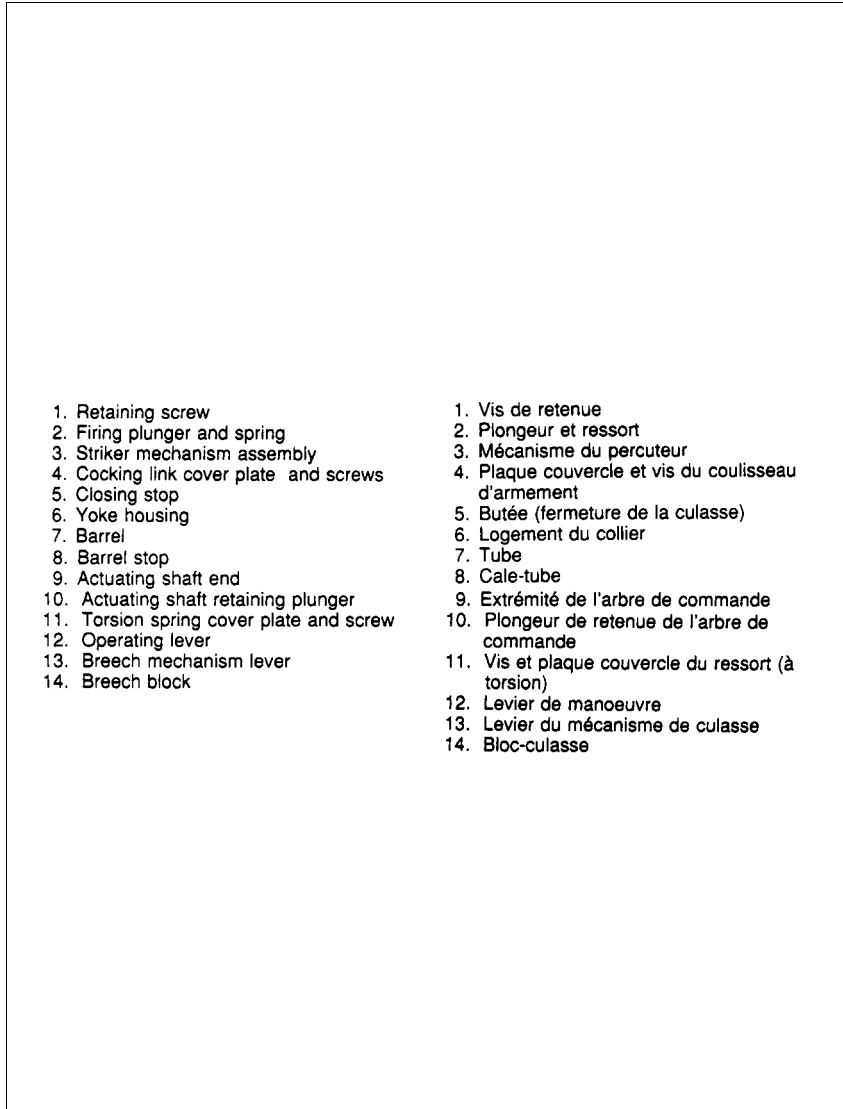 1. Retaining screw
2. Firing plunger and spring
3. Striker mechanism assembly
4. Cocking link cover plate and screws
5. Closing stop
6. Yoke housing
7. Barrel
8. Barrel stop
9. Actuating shaft end
10. Actuating shaft retaining plunger
11. Torsion spring cover plate and screw
12. Operating lever
13. Breech mechanism lever
14. Breech block
1. Vis de retenue
2. Plongeur et ressort
3. Mécanisme du percuteur
4. Plaque couvercle et vis du coulisseau
d'armement
5. Butée (fermeture de la culasse)
6. Logement du collier
7. Tube
8. Cale-tube
9. Extrémité de l'arbre de commande
10. Plongeur de retenue de l'arbre de
commande
11. Vis et plaque couvercle du ressort (à
torsion)
12. Levier de manoeuvre
13. Levier du mécanisme de culasse
14. Bloc-culasse